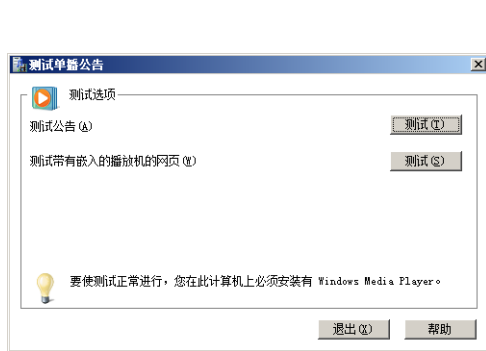 测试单播公告
测试选项
测试公告(A)
测试(T)
测试带有嵌入的播放机的网页(W)
测试(S)
要使测试正常进行，您在此计算机上必须安装有 Windows Media Player。
退出(X)
帮助